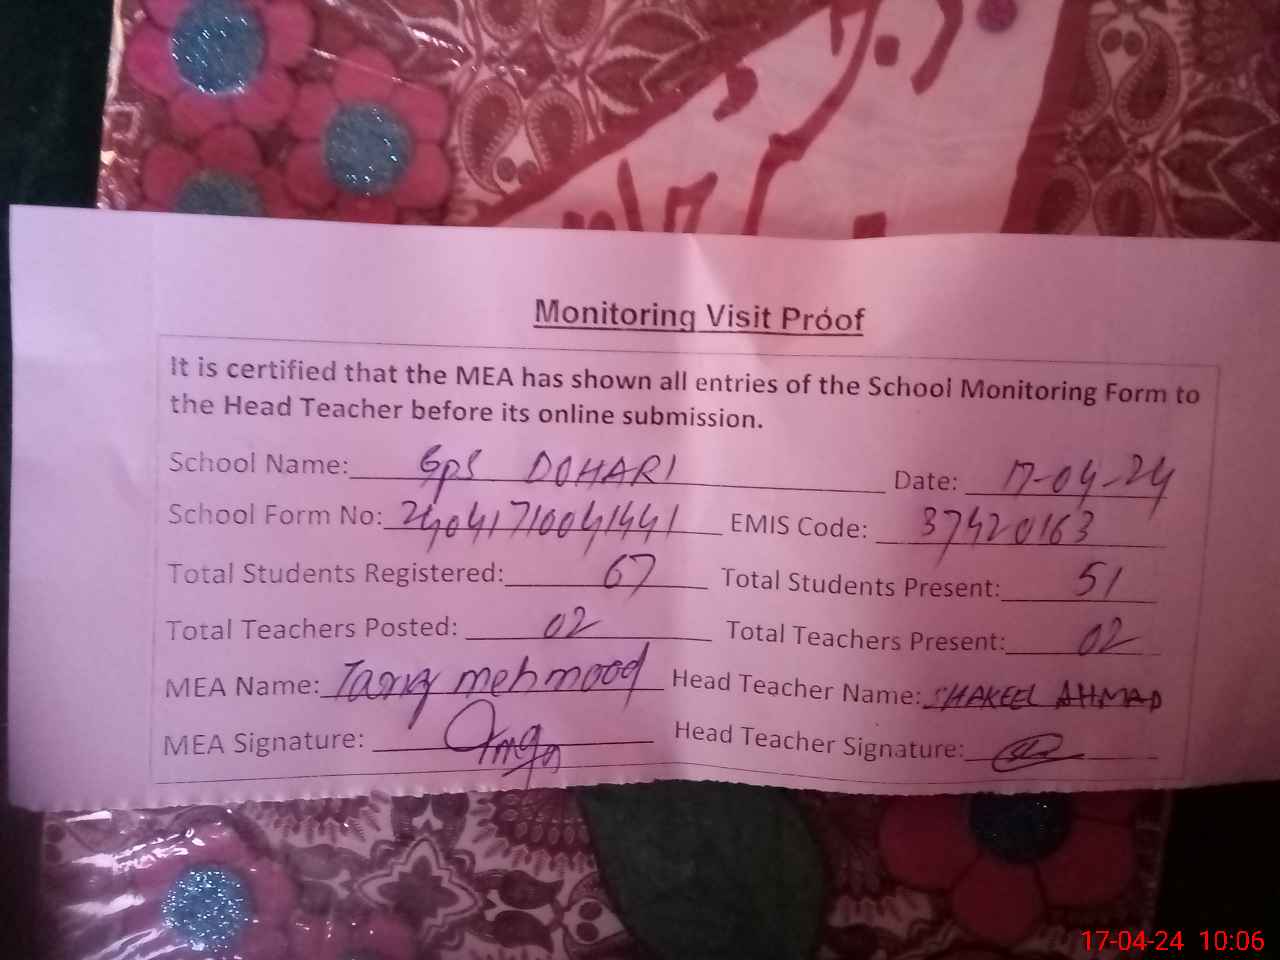 Monitoring Visit Proof
It is certified that the MEA has shown all entries of the School Monitoring Form to
the Head Teacher before its online submission.
School Name: GPS DOHARI Date: 17-04-24
School Form No: 24041710041441 EMIS Code: 37420163
Total Students Registered: 67 Total Students Present: 51
Total Teachers Posted: 02 Total Teachers Present: 02
MEA Name: Tariq mehmood Head Teacher Name: SHAKEEL AHMAD
MEA Signature: Head Teacher Signature:
17-04-24 10:06